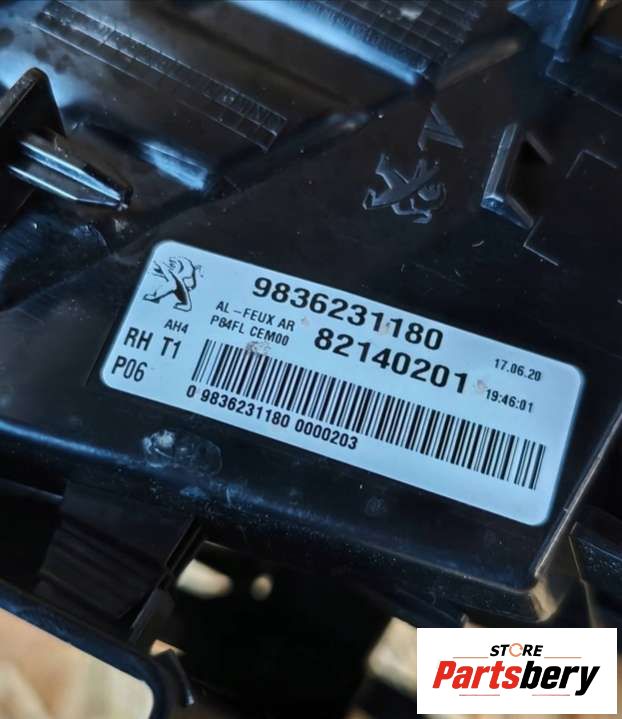 9836231180
AL-FEUX AR
P84FL CEM00
82140201
17.06.20
19:46:01
AH4
RH T1
P06
0 9836231180 0000203
STORE
Partsbery